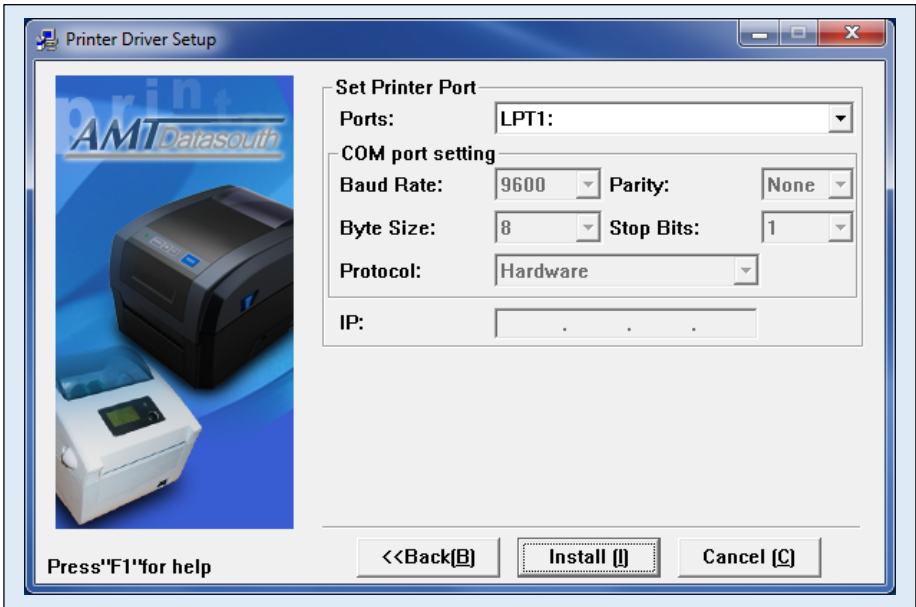 Printer Driver Setup
print
AMT Datasouth
Set Printer Port
Ports: LPT1:
COM port setting
Baud Rate: 9600 Parity: None
Byte Size: 8 Stop Bits: 1
Protocol: Hardware
IP: . . .
Press"F1"for help
<<Back(B) Install (I) Cancel (C)